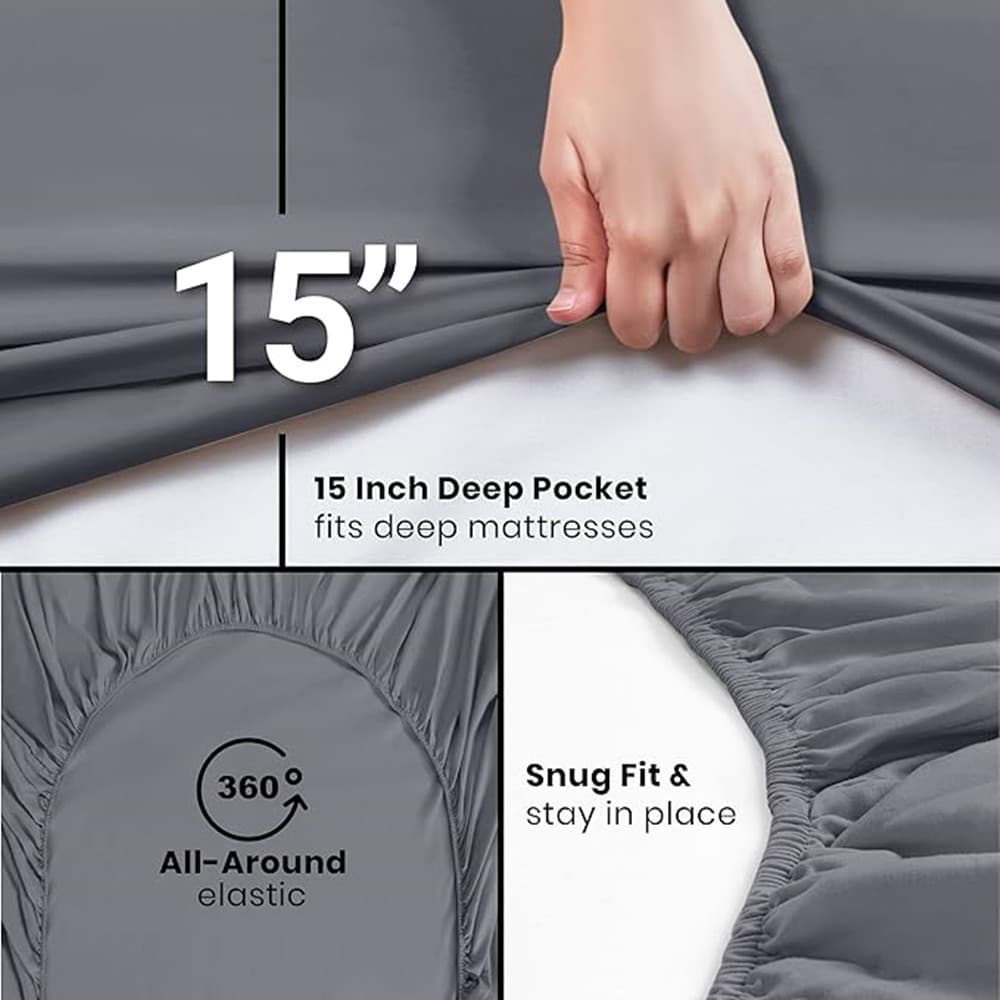 15”
15 Inch Deep Pocket
fits deep mattresses
360°
All-Around
elastic
Snug Fit &
stay in place